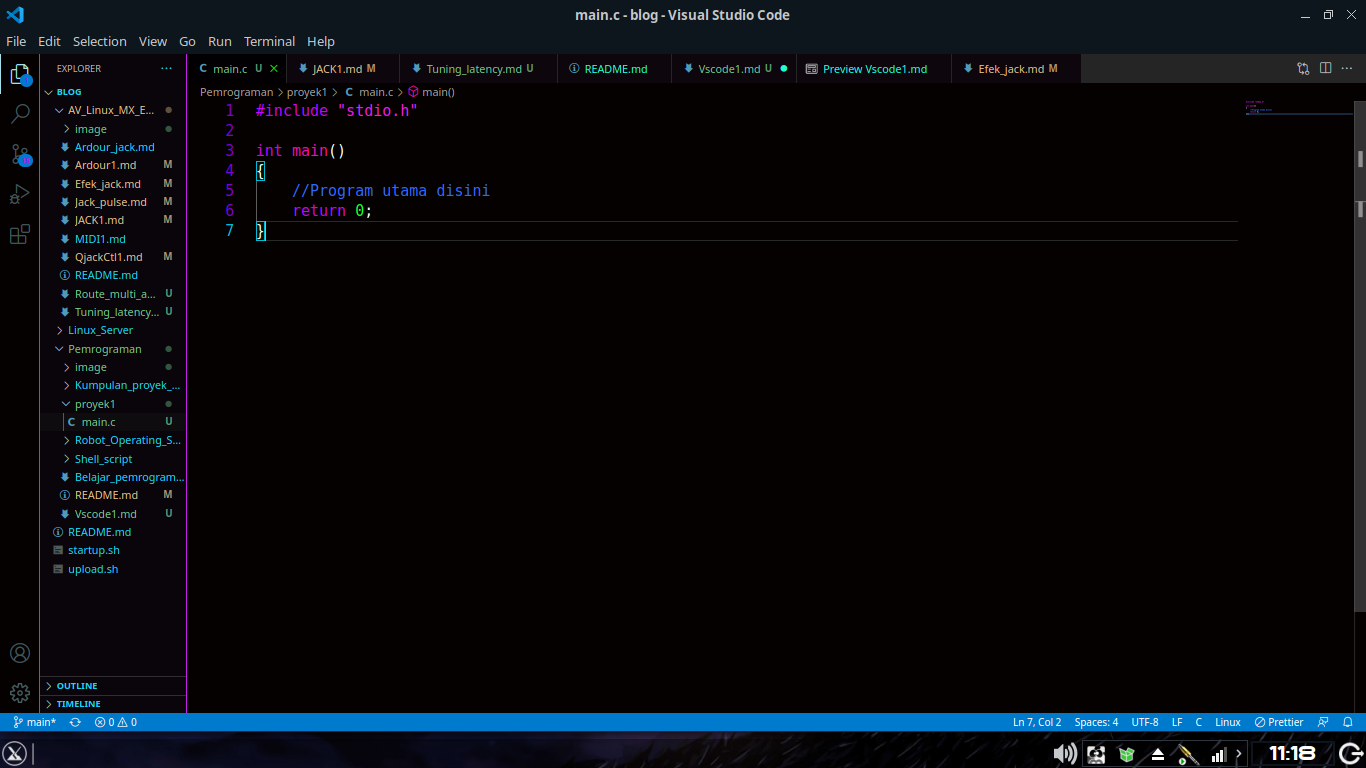 main.c - blog - Visual Studio Code
File Edit Selection View Go Run Terminal Help
EXPLORER
BLOG
AV_Linux_MX_E...
image
Ardour_jack.md
Ardour1.md M
Efek_jack.md M
Jack_pulse.md M
JACK1.md M
MIDI1.md
QjackCtl1.md M
README.md
Route_multi_a... U
Tuning_latency... U
Linux_Server
Pemrograman
image
Kumpulan_proyek_...
proyek1
C main.c U
Robot_Operating_S...
Shell_script
Belajar_pemrogram...
README.md M
Vscode1.md U
README.md
startup.sh
upload.sh
OUTLINE
TIMELINE
C main.c U JACK1.md M Tuning_latency.md U README.md Vscode1.md U Preview Vscode1.md Efek_jack.md M
Pemrograman > proyek1 > C main.c > main()
1 #include "stdio.h"
2
3 int main()
4 {
5 //Program utama disini
6 return 0;
7 }
main* 0 0 Ln 7, Col 2 Spaces: 4 UTF-8 LF C Linux Prettier
11:18